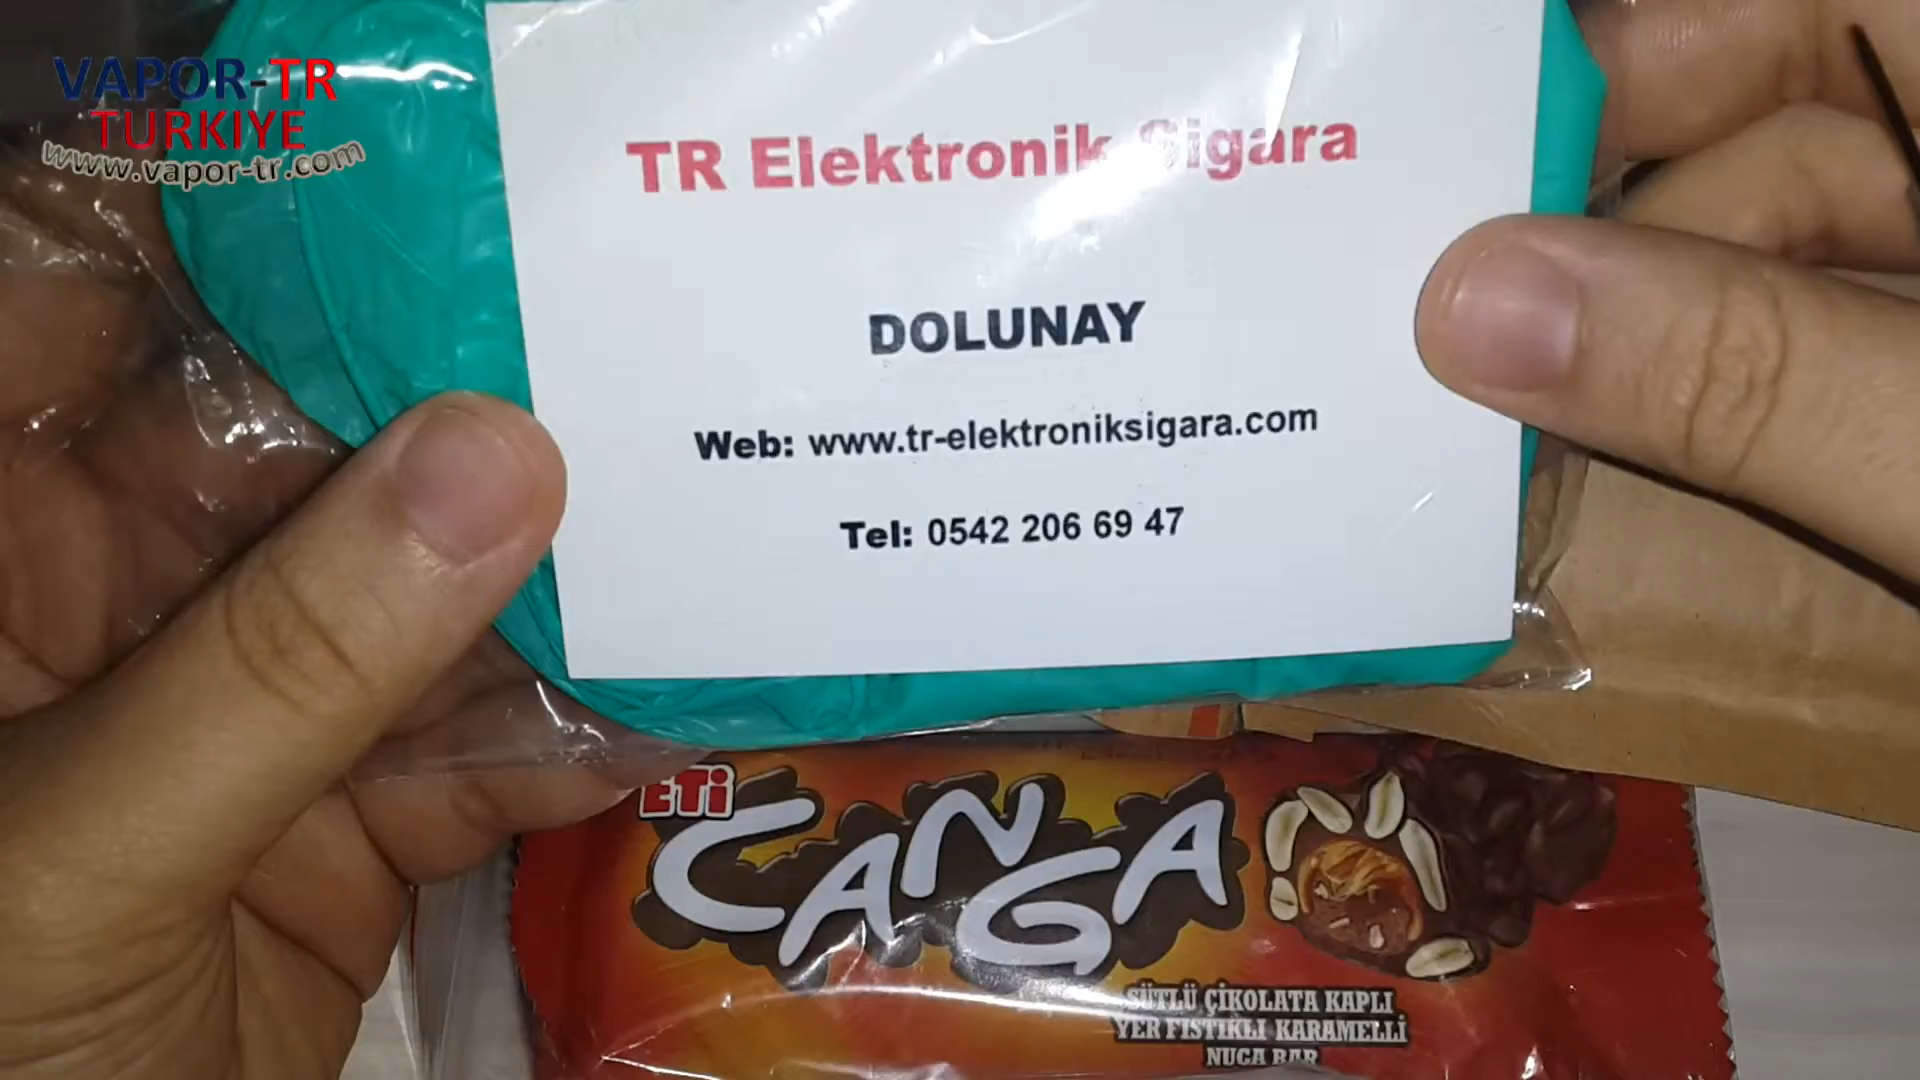 VAPOR-TR
TURKIYE
www.vapor-tr.com
TR Elektronik Sigara
DOLUNAY
Web: www.tr-elektroniksigara.com
Tel: 0542 206 69 47
ETi
CANGA
SÜTLÜ ÇİKOLATA KAPLI
YER FISTIKLI KARAMELLİ
NUGA BAR